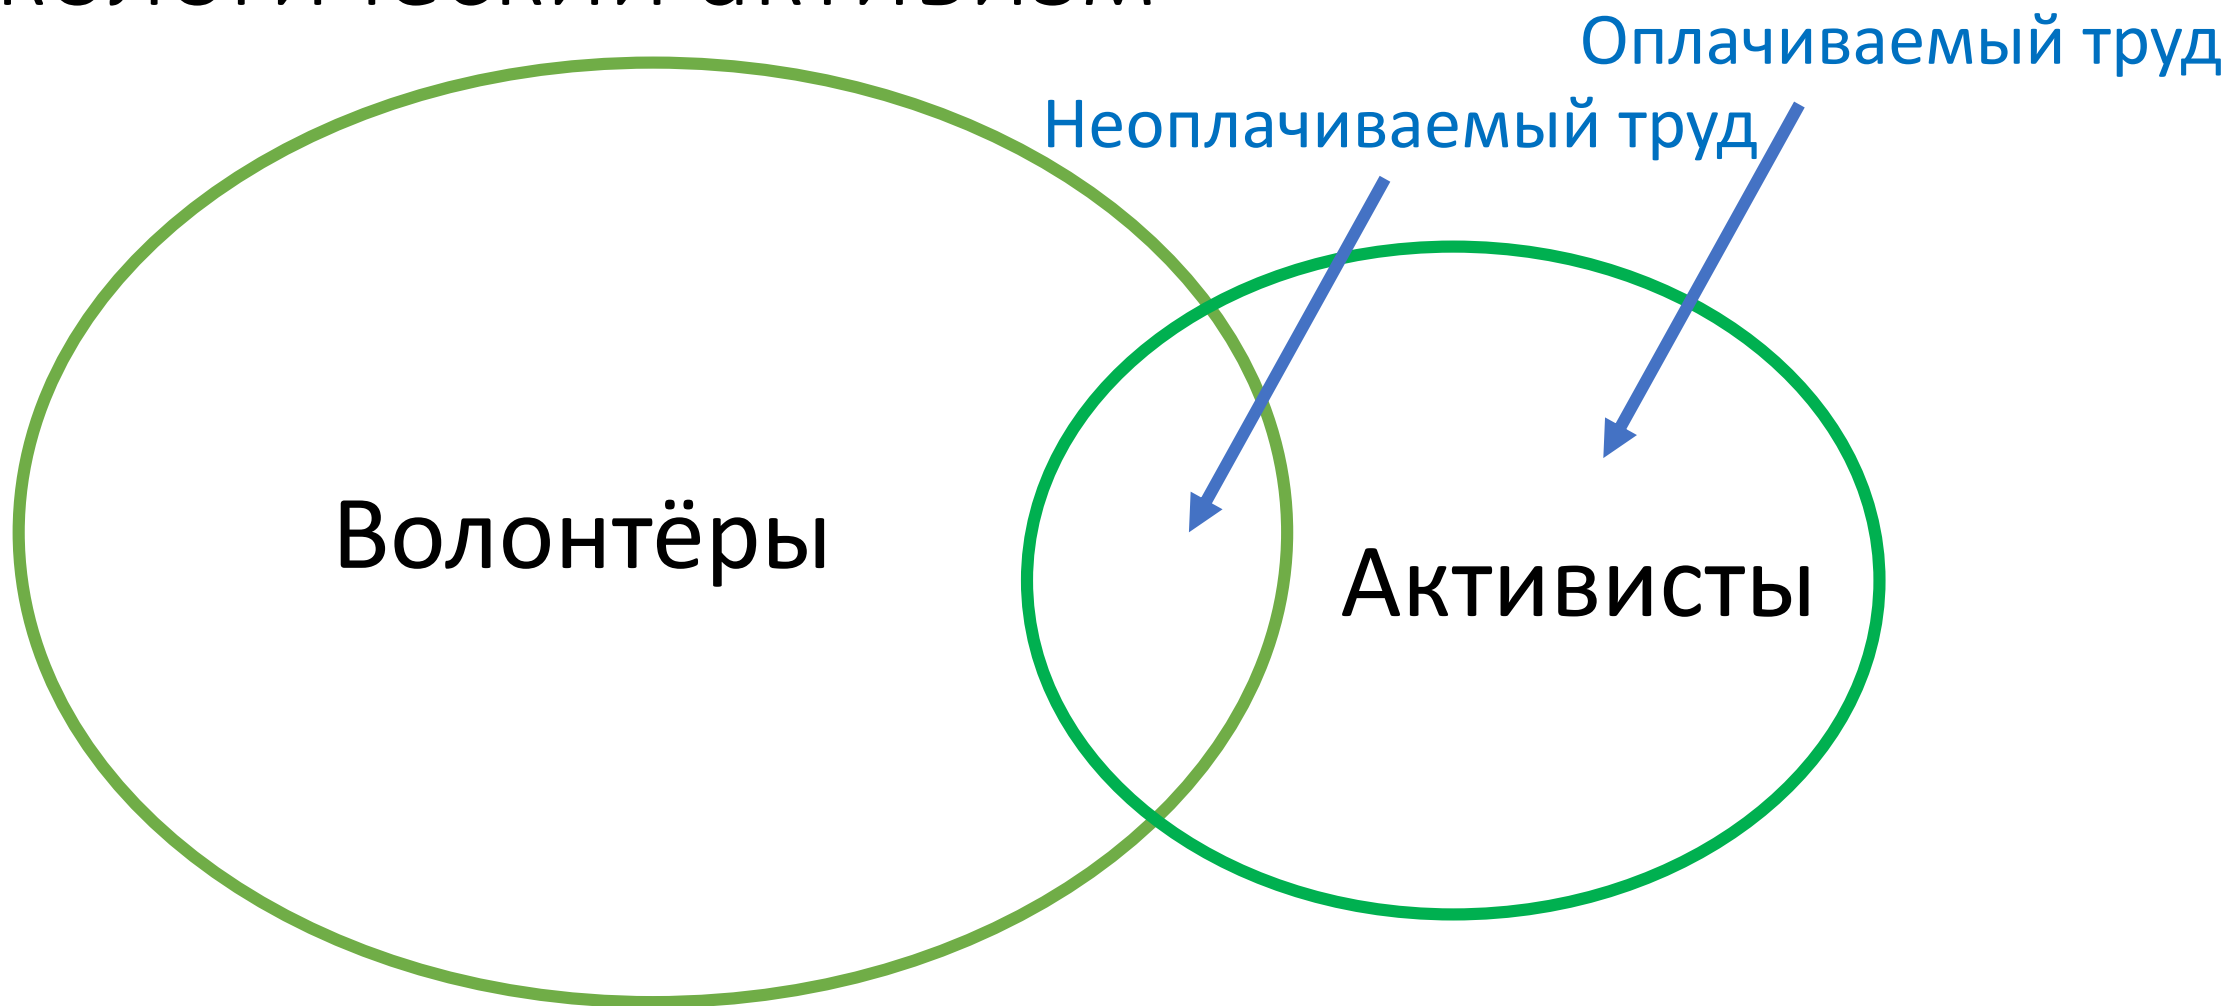 Оплачиваемый труд
Неоплачиваемый труд
Волонтёры
Активисты